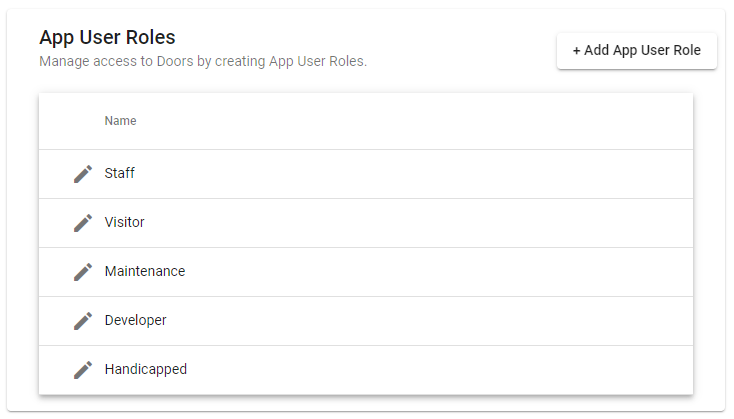 App User Roles
Manage access to Doors by creating App User Roles.
+ Add App User Role
Name
Staff
Visitor
Maintenance
Developer
Handicapped